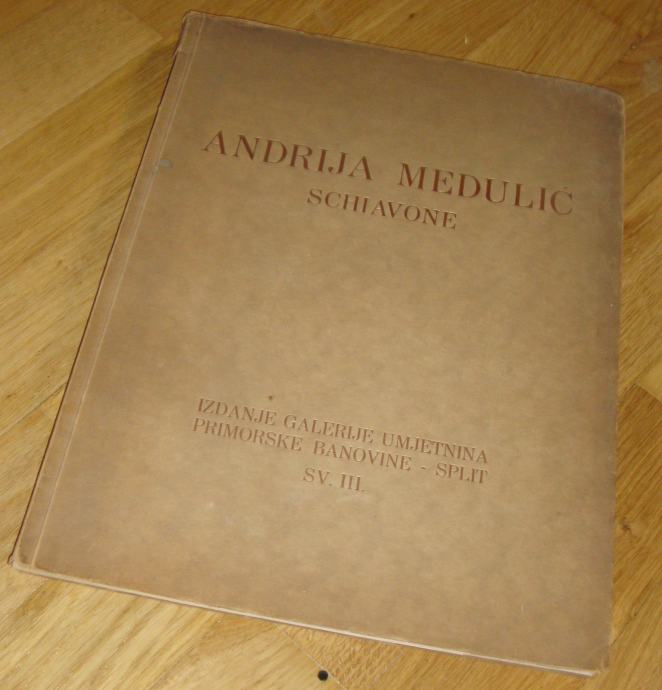 ANDRIJA MEDULIĆ
SCHIAVONE
IZDANJE GALERIJE UMJETNINA
PRIMORSKE BANOVINE - SPLIT
SV. III.